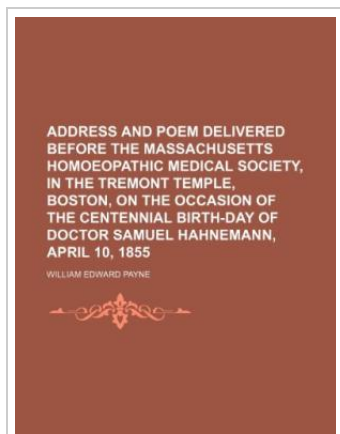 ADDRESS AND POEM DELIVERED
BEFORE THE MASSACHUSETTS
HOMOEOPATHIC MEDICAL SOCIETY,
IN THE TREMONT TEMPLE,
BOSTON, ON THE OCCASION OF
THE CENTENNIAL BIRTH-DAY OF
DOCTOR SAMUEL HAHNEMANN,
APRIL 10, 1855
WILLIAM EDWARD PAYNE